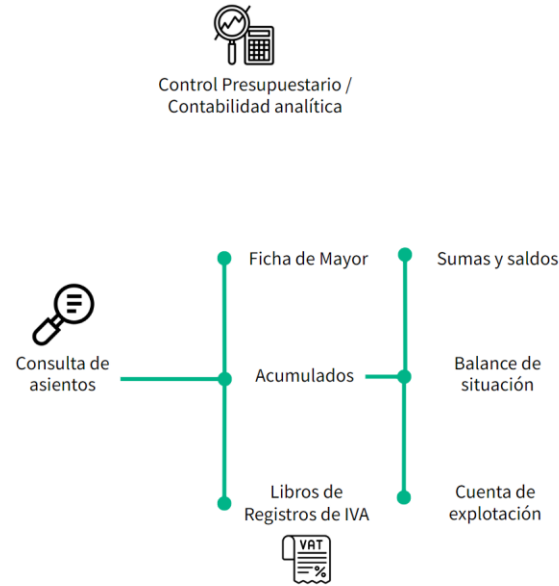 Control Presupuestario /
Contabilidad analítica
Ficha de Mayor
Sumas y saldos
Consulta de
asientos
Acumulados
Balance de
situación
Libros de
Registros de IVA
Cuenta de
explotación
VAT
%